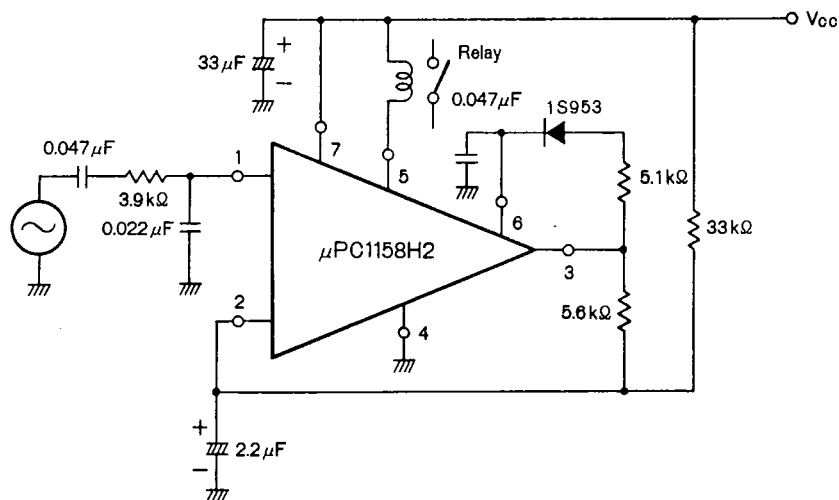 Vcc
+
33μF
−
Relay
0.047μF
1S953
0.047μF
7
1
5
5.1kΩ
3.9kΩ
6
33kΩ
0.022μF
μPC1158H2
3
2
5.6kΩ
4
+
2.2μF
−